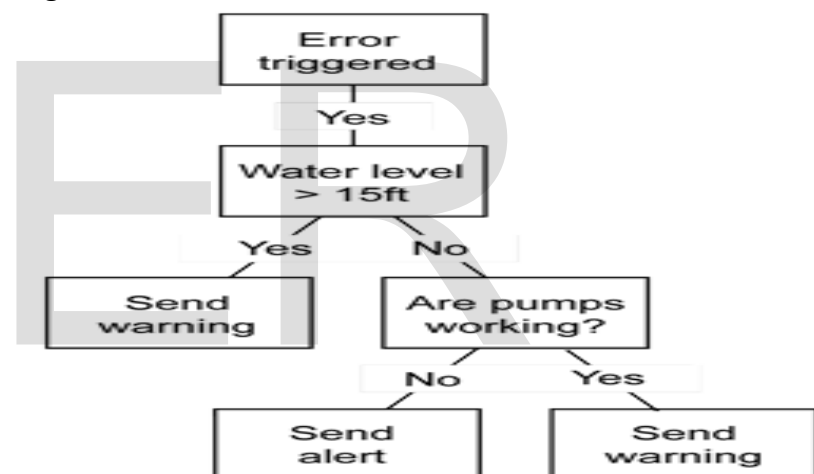 Error
triggered
Yes
Water level
> 15ft
Yes No
Send
warning
Are pumps
working?
No Yes
Send
alert
Send
warning
ER